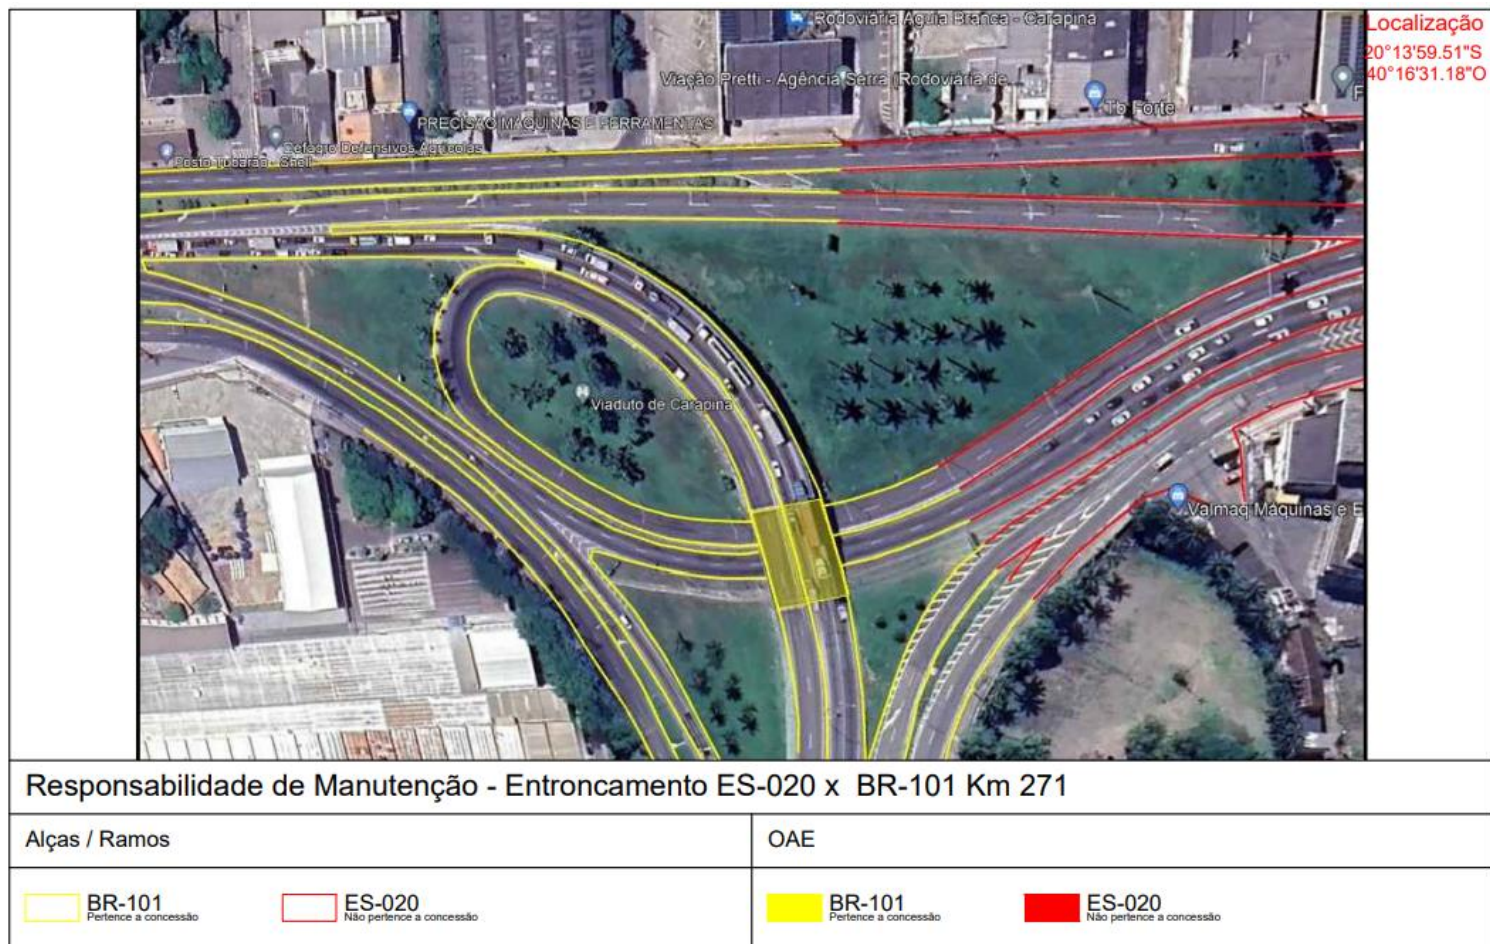 Rodoviária Águia Branca - Carapina
Localização
20°13'59.51"S
40°16'31.18"O
Viação Pretti - Agência Serra (Rodoviária de ...
Tb Forte
F
PRECISÃO MÁQUINAS E FERRAMENTAS
Defagro Defensivos Agrícolas
Posto Tubarão - Shell
Viaduto de Carapina
Valmaq Máquinas e E
Responsabilidade de Manutenção - Entroncamento ES-020 x BR-101 Km 271
Alças / Ramos
OAE
BR-101
Pertence a concessão
ES-020
Não pertence a concessão
BR-101
Pertence a concessão
ES-020
Não pertence a concessão